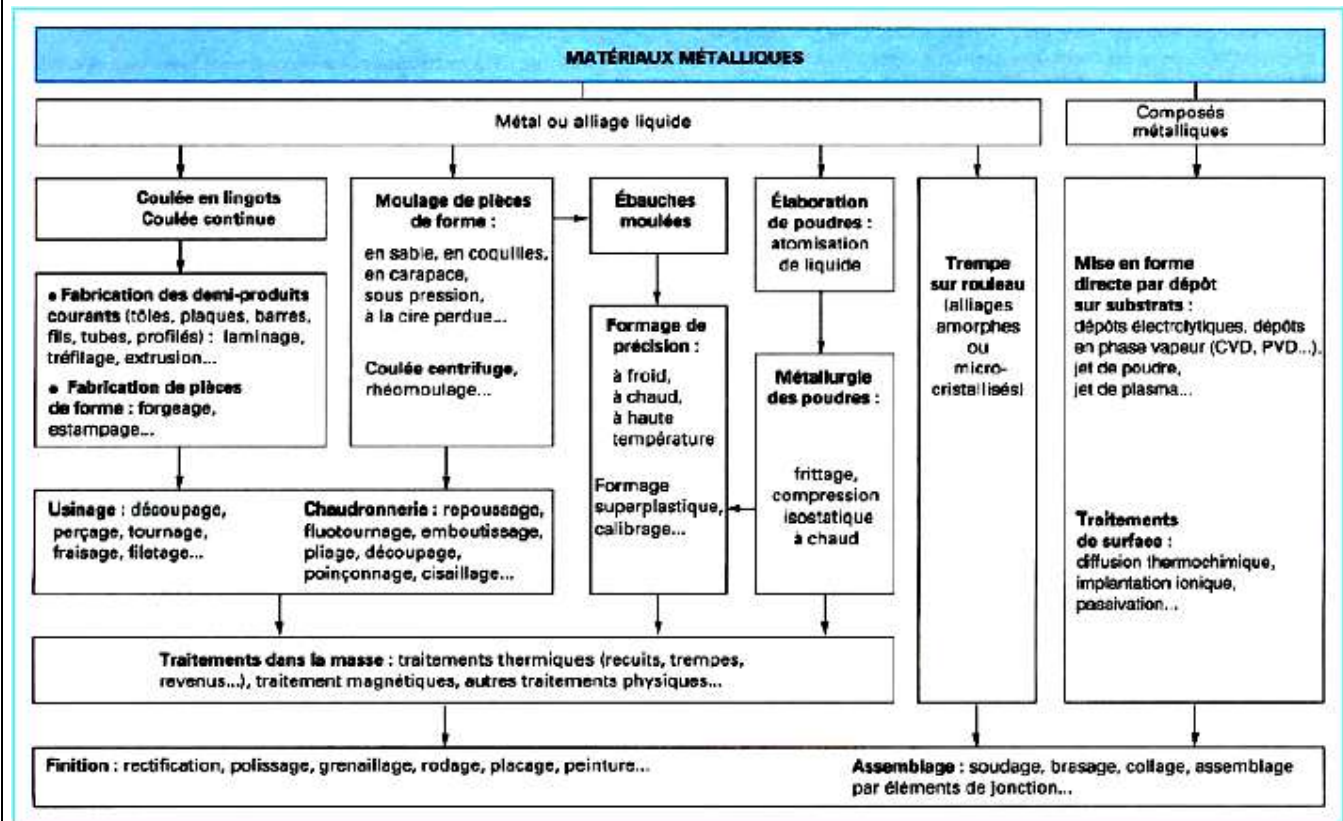 MATÉRIAUX MÉTALLIQUES
Métal ou alliage liquide
Composés
métalliques
Coulée en lingots
Coulée continue
Moulage de pièces
de forme :
en sable, en coquilles,
en carapace,
sous pression,
à la cire perdue...
Coulée centrifuge,
rhéomoulage...
Ébauches
moulées
Élaboration
de poudres :
atomisation
de liquide
Trempe
sur rouleau
(alliages
amorphes
ou
micro-
cristallisés)
Mise en forme
directe par dépôt
sur substrats :
dépôts électrolytiques, dépôts
en phase vapeur (CVD, PVD...),
jet de poudre,
jet de plasma...
Traitements
de surface :
diffusion thermochimique,
implantation ionique,
passivation...
• Fabrication des demi-produits
courants (tôles, plaques, barres,
fils, tubes, profilés) : laminage,
tréfilage, extrusion...
• Fabrication de pièces
de forme : forgeage,
estampage...
Formage de
précision :
à froid,
à chaud,
à haute
température
Formage
superplastique,
calibrage...
Métallurgie
des poudres :
frittage,
compression
isostatique
à chaud
Usinage : découpage,
perçage, tournage,
fraisage, filetage...
Chaudronnerie : repoussage,
fluotournage, emboutissage,
pliage, découpage,
poinçonnage, cisaillage...
Traitements dans la masse : traitements thermiques (recuits, trempes,
revenus...), traitement magnétiques, autres traitements physiques...
Finition : rectification, polissage, grenaillage, rodage, placage, peinture...
Assemblage : soudage, brasage, collage, assemblage
par éléments de jonction...